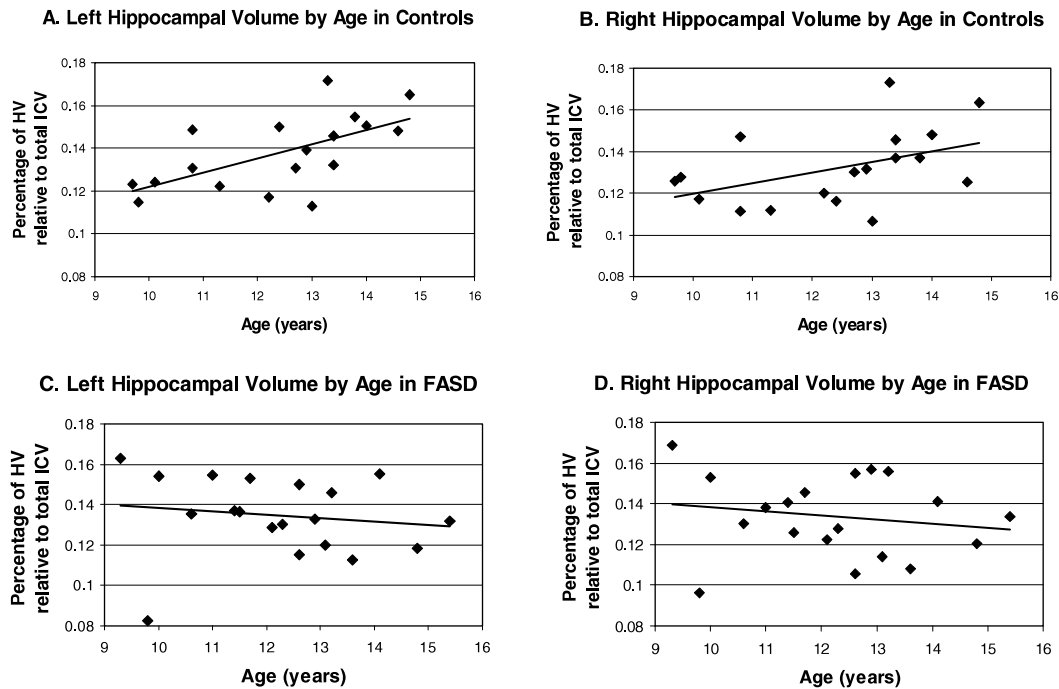 A. Left Hippocampal Volume by Age in Controls
Percentage of HV
relative to total ICV
0.18
0.16
0.14
0.12
0.1
0.08
9 10 11 12 13 14 15 16
Age (years)
B. Right Hippocampal Volume by Age in Controls
Percentage of HV
relative to total ICV
0.18
0.16
0.14
0.12
0.1
0.08
9 10 11 12 13 14 15 16
Age (years)
C. Left Hippocampal Volume by Age in FASD
Percentage of HV
relative to total ICV
0.18
0.16
0.14
0.12
0.1
0.08
9 10 11 12 13 14 15 16
Age (years)
D. Right Hippocampal Volume by Age in FASD
Percentage of HV
relative to total ICV
0.18
0.16
0.14
0.12
0.1
0.08
9 10 11 12 13 14 15 16
Age (years)